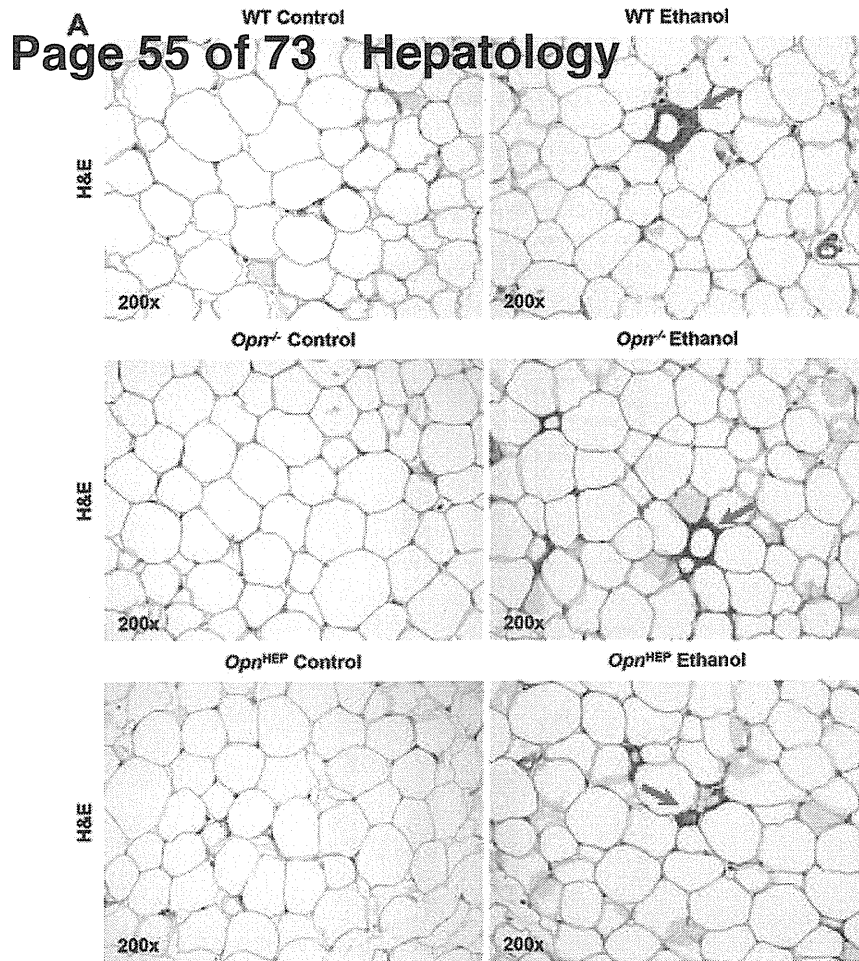 A
WT Control WT Ethanol
Page 55 of 73 Hepatology
H&E
200x 200x
Opn-/- Control Opn-/- Ethanol
H&E
200x 200x
OpnHEP Control OpnHEP Ethanol
H&E
200x 200x